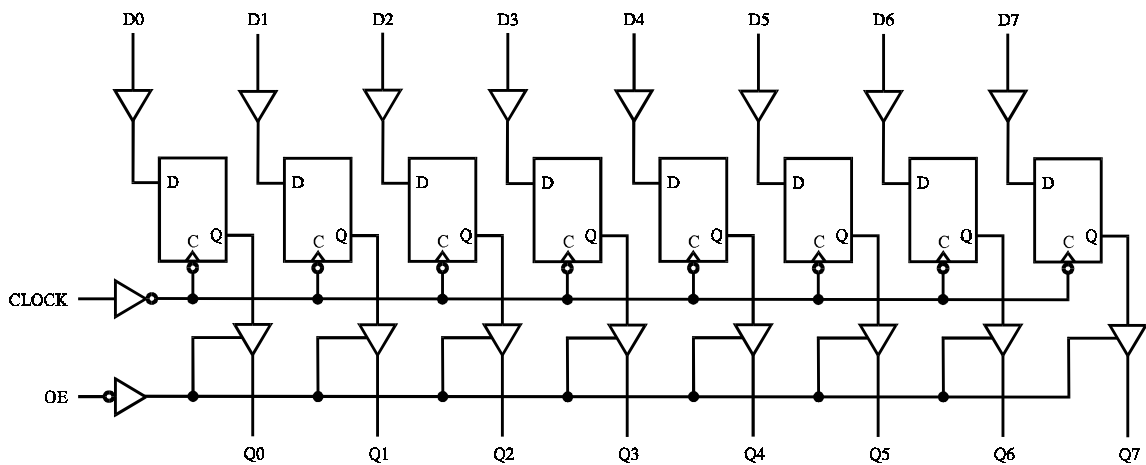 D0 D1 D2 D3 D4 D5 D6 D7
D D D D D D D D
Q Q Q Q Q Q Q Q
C C C C C C C C
CLOCK
OE
Q0 Q1 Q2 Q3 Q4 Q5 Q6 Q7